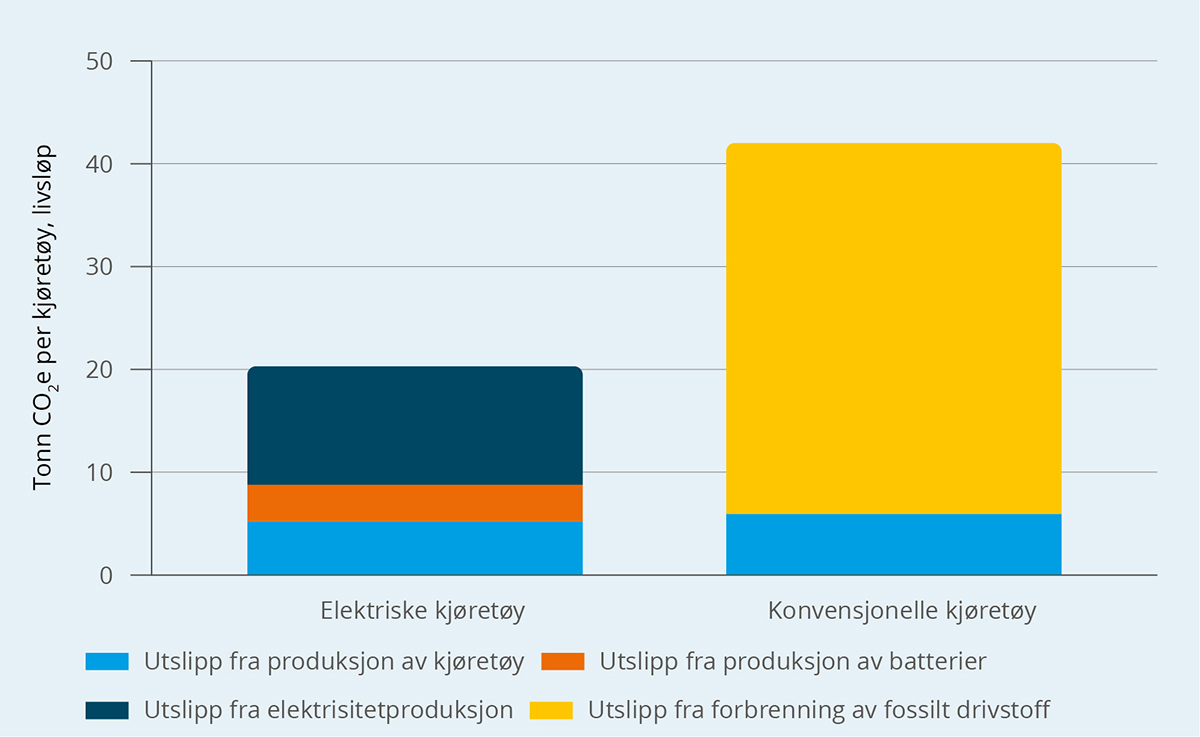 50
40
30
20
10
0
Tonn CO₂e per kjøretøy, livsløp
Elektriske kjøretøy
Konvensjonelle kjøretøy
Utslipp fra produksjon av kjøretøy
Utslipp fra produksjon av batterier
Utslipp fra elektrisitetproduksjon
Utslipp fra forbrenning av fossilt drivstoff